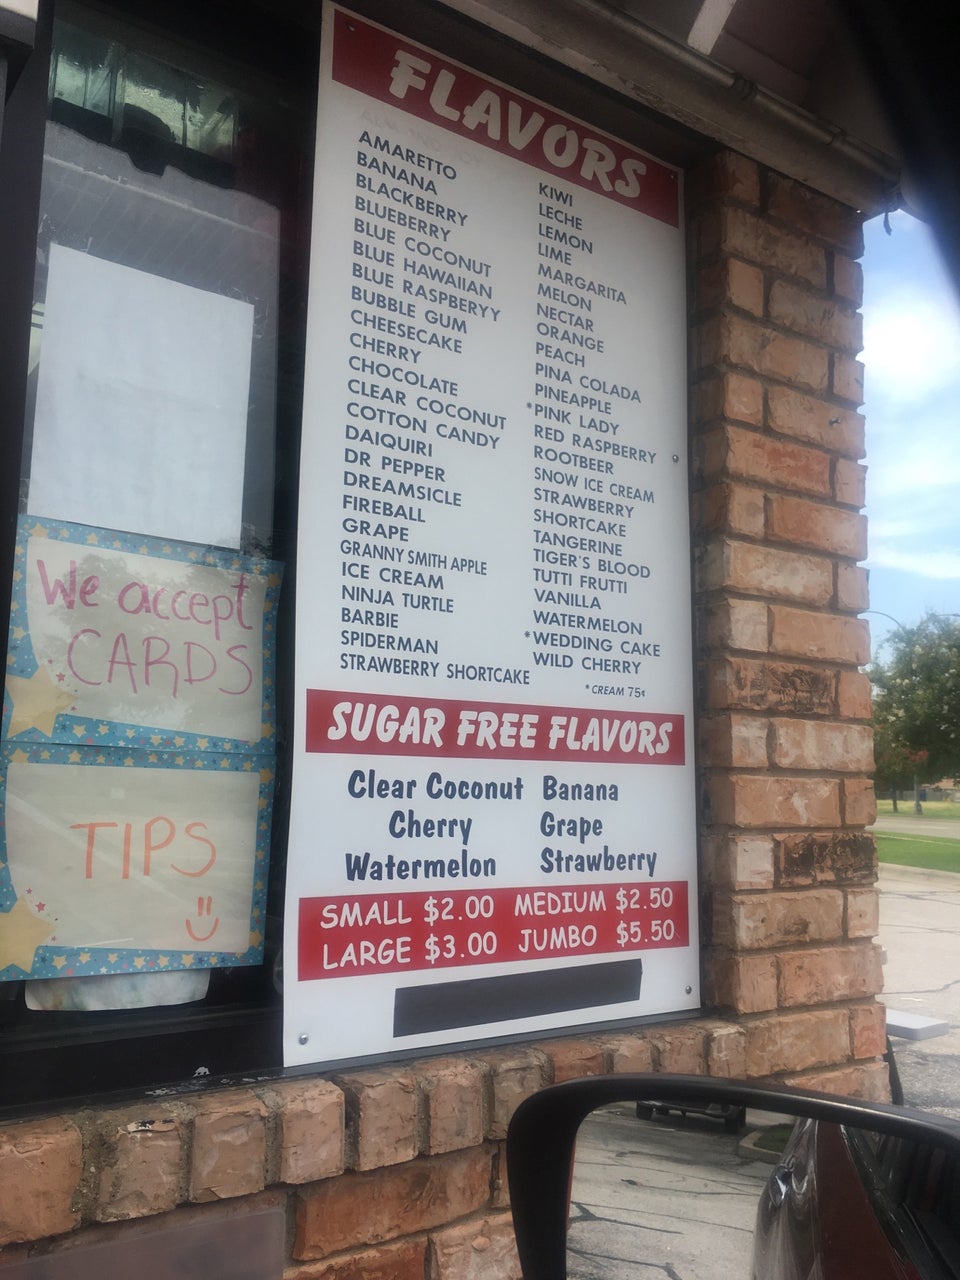 FLAVORS
AMARETTO
BANANA
BLACKBERRY
BLUEBERRY
BLUE COCONUT
BLUE HAWAIIAN
BLUE RASPBERYY
BUBBLE GUM
CHEESECAKE
CHERRY
CHOCOLATE
CLEAR COCONUT
COTTON CANDY
DAIQUIRI
DR PEPPER
DREAMSICLE
FIREBALL
GRAPE
GRANNY SMITH APPLE
ICE CREAM
NINJA TURTLE
BARBIE
SPIDERMAN
STRAWBERRY SHORTCAKE
KIWI
LECHE
LEMON
LIME
MARGARITA
MELON
NECTAR
ORANGE
PEACH
PINA COLADA
PINEAPPLE
*PINK LADY
RED RASPBERRY
ROOTBEER
SNOW ICE CREAM
STRAWBERRY
SHORTCAKE
TANGERINE
TIGER'S BLOOD
TUTTI FRUTTI
VANILLA
WATERMELON
*WEDDING CAKE
WILD CHERRY
*CREAM 75¢
SUGAR FREE FLAVORS
Clear Coconut Banana
Cherry Grape
Watermelon Strawberry
SMALL $2.00 MEDIUM $2.50
LARGE $3.00 JUMBO $5.50
We accept
CARDS
TIPS